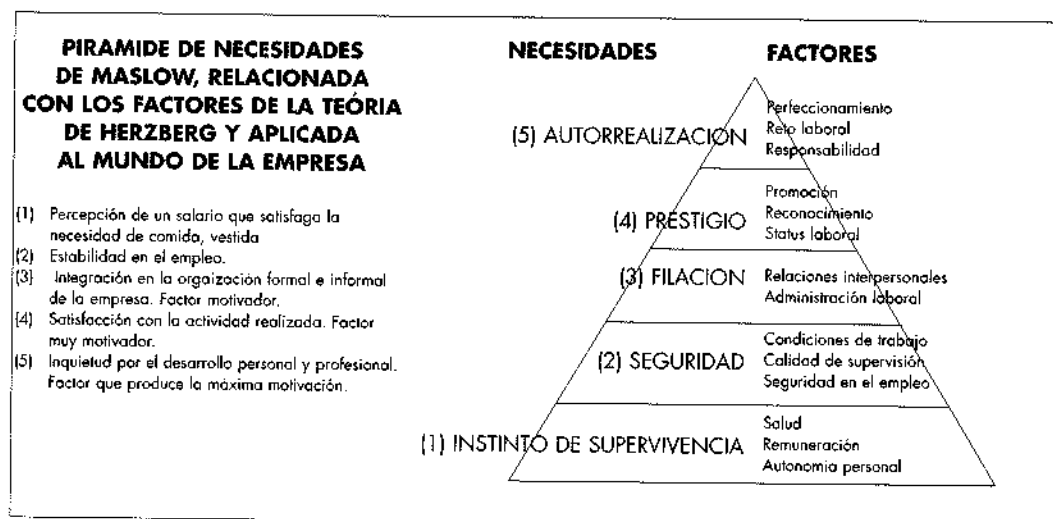 PIRAMIDE DE NECESIDADES
DE MASLOW, RELACIONADA
CON LOS FACTORES DE LA TEÓRIA
DE HERZBERG Y APLICADA
AL MUNDO DE LA EMPRESA
(1) Percepción de un salario que satisfaga la
necesidad de comida, vestida
(2) Estabilidad en el empleo.
(3) Integración en la orgaización formal e informal
de la empresa. Factor motivador.
(4) Satisfacción con la actividad realizada. Factor
muy motivador.
(5) Inquietud por el desarrollo personal y profesional.
Factor que produce la máxima motivación.
NECESIDADES
FACTORES
(5) AUTORREALIZACIÓN
Perfeccionamiento
Reto laboral
Responsabilidad
(4) PRESTIGIO
Promoción
Reconocimiento
Status laboral
(3) FILACION
Relaciones interpersonales
Administración laboral
(2) SEGURIDAD
Condiciones de trabajo
Calidad de supervisión
Seguridad en el empleo
(1) INSTINTO DE SUPERVIVENCIA
Salud
Remuneración
Autonomia personal